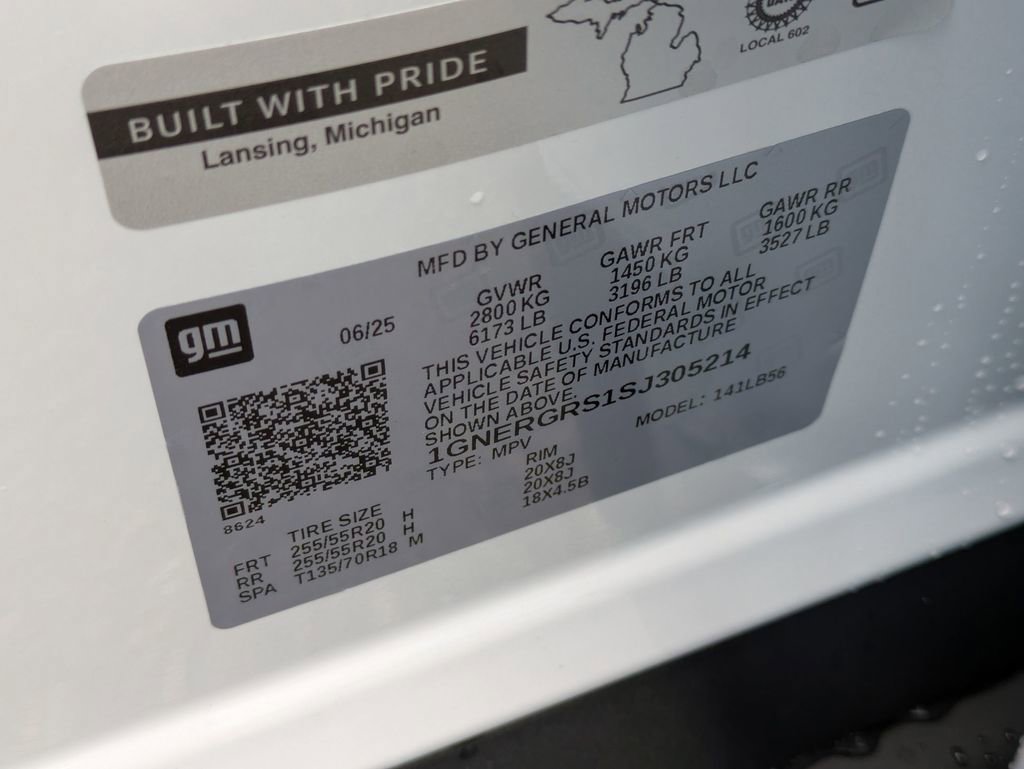 BUILT WITH PRIDE
Lansing, Michigan
LOCAL 602
MFD BY GENERAL MOTORS LLC
gm
06/25
GVWR
2800 KG
6173 LB
GAWR FRT
1450 KG
3196 LB
GAWR RR
1600 KG
3527 LB
THIS VEHICLE CONFORMS TO ALL
APPLICABLE U.S. FEDERAL MOTOR
VEHICLE SAFETY STANDARDS IN EFFECT
ON THE DATE OF MANUFACTURE
SHOWN ABOVE.
1GNERGRS1SJ305214
TYPE: MPV
MODEL: 141LB56
8624
TIRE SIZE RIM
FRT 255/55R20 H 20X8J
RR 255/55R20 H 20X8J
SPA T135/70R18 M 18X4.5B